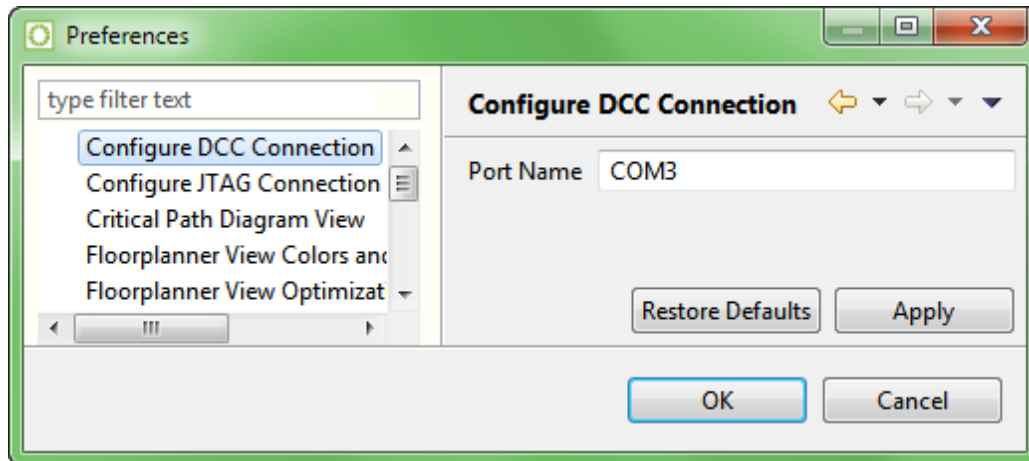 Preferences
type filter text
Configure DCC Connection
Configure JTAG Connection
Critical Path Diagram View
Floorplanner View Colors and
Floorplanner View Optimizat
Configure DCC Connection
Port Name COM3
Restore Defaults Apply
OK Cancel